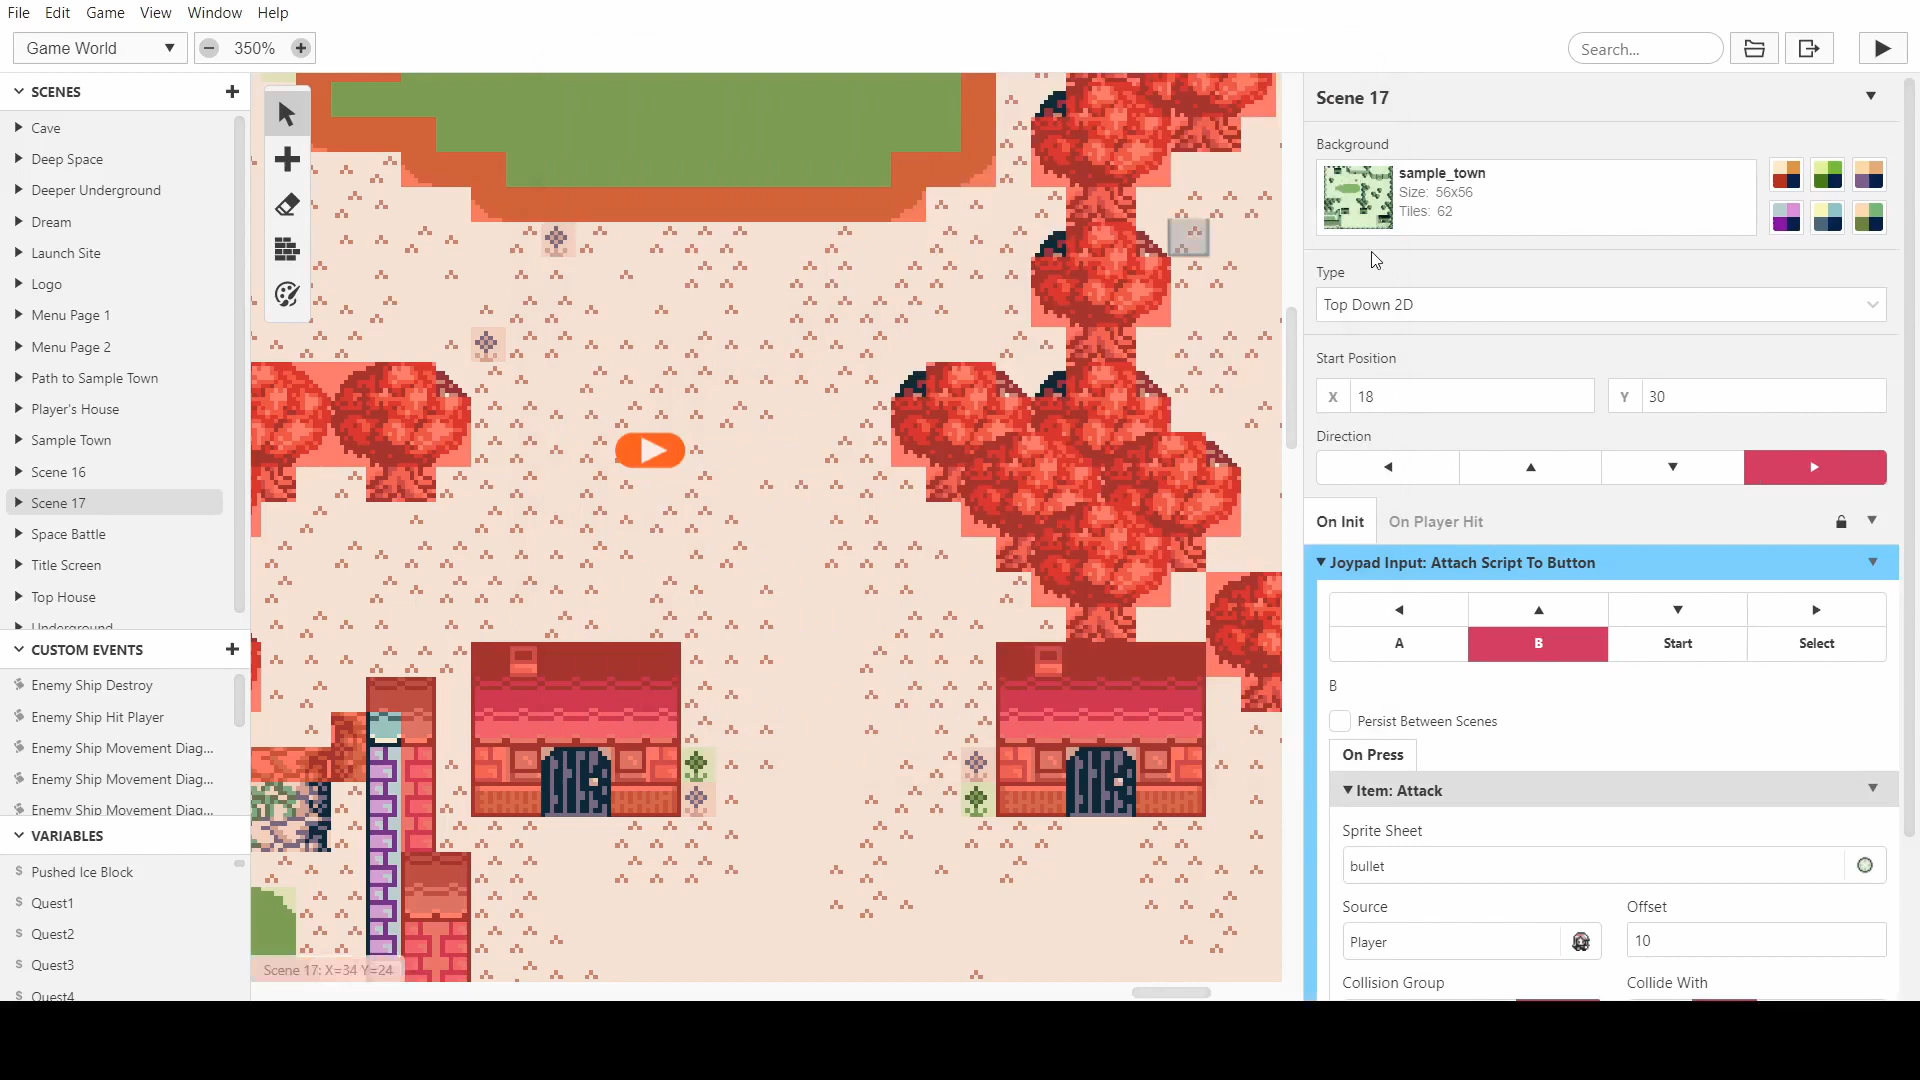 File Edit Game View Window Help
Game World 350% Search...
SCENES
Cave
Deep Space
Deeper Underground
Dream
Launch Site
Logo
Menu Page 1
Menu Page 2
Path to Sample Town
Player's House
Sample Town
Scene 16
Scene 17
Space Battle
Title Screen
Top House
Underground
CUSTOM EVENTS
Enemy Ship Destroy
Enemy Ship Hit Player
Enemy Ship Movement Diag...
Enemy Ship Movement Diag...
Enemy Ship Movement Diag...
VARIABLES
$ Pushed Ice Block
$ Quest1
$ Quest2
$ Quest3
$ Quest4
Scene 17: X=34 Y=24
Scene 17
Background
sample_town
Size: 56x56
Tiles: 62
Type
Top Down 2D
Start Position
X 18 Y 30
Direction
On Init On Player Hit
Joypad Input: Attach Script To Button
A B Start Select
B
Persist Between Scenes
On Press
Item: Attack
Sprite Sheet
bullet
Source Offset
Player 10
Collision Group Collide With